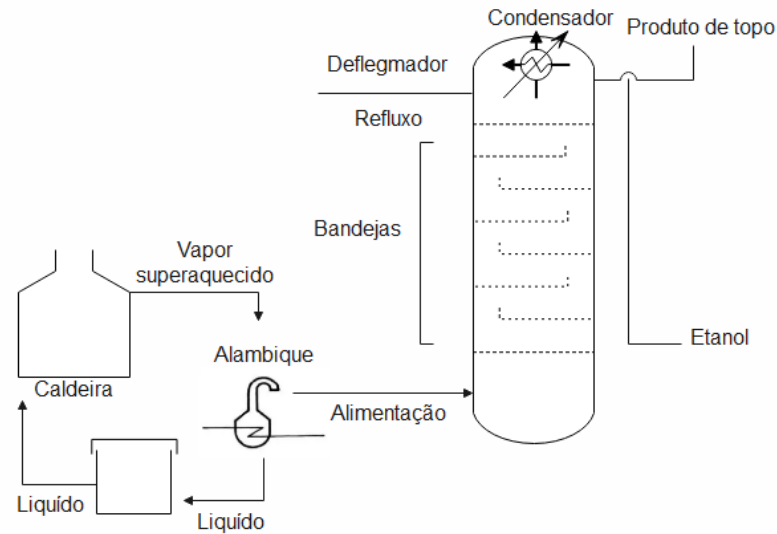 Condensador
Produto de topo
Deflegmador
Refluxo
Bandejas
Vapor
superaquecido
Etanol
Alambique
Caldeira
Alimentação
Liquído
Liquído